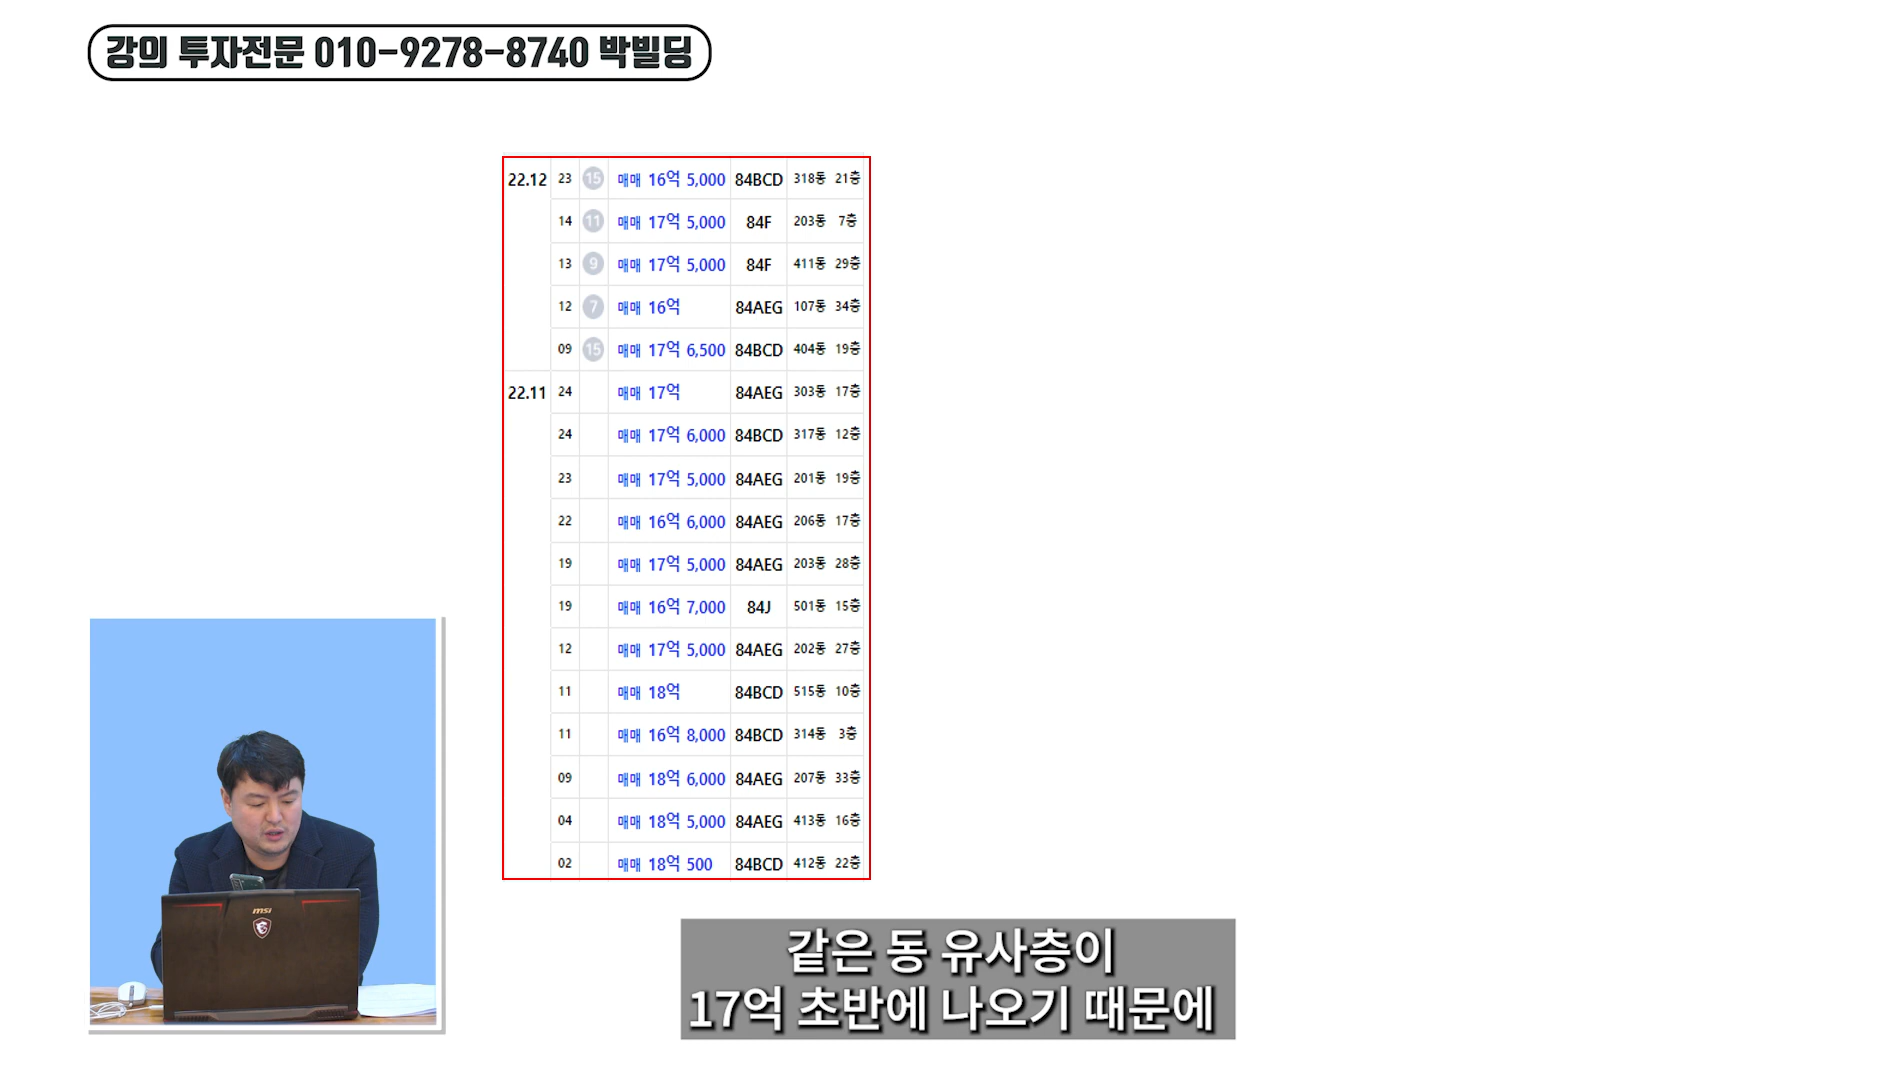 강의 투자전문 010-9278-8740 박빌딩
22.12 23 15 매매 16억 5,000 84BCD 318동 21층
14 11 매매 17억 5,000 84F 203동 7층
13 9 매매 17억 5,000 84F 411동 29층
12 7 매매 16억 84AEG 107동 34층
09 15 매매 17억 6,500 84BCD 404동 19층
22.11 24 매매 17억 84AEG 303동 17층
24 매매 17억 6,000 84BCD 317동 12층
23 매매 17억 5,000 84AEG 201동 19층
22 매매 16억 6,000 84AEG 206동 17층
19 매매 17억 5,000 84AEG 203동 28층
19 매매 16억 7,000 84J 501동 15층
12 매매 17억 5,000 84AEG 202동 27층
11 매매 18억 84BCD 515동 10층
11 매매 16억 8,000 84BCD 314동 3층
09 매매 18억 6,000 84AEG 207동 33층
04 매매 18억 5,000 84AEG 413동 16층
02 매매 18억 500 84BCD 412동 22층
msi
같은 동 유사층이
17억 초반에 나오기 때문에